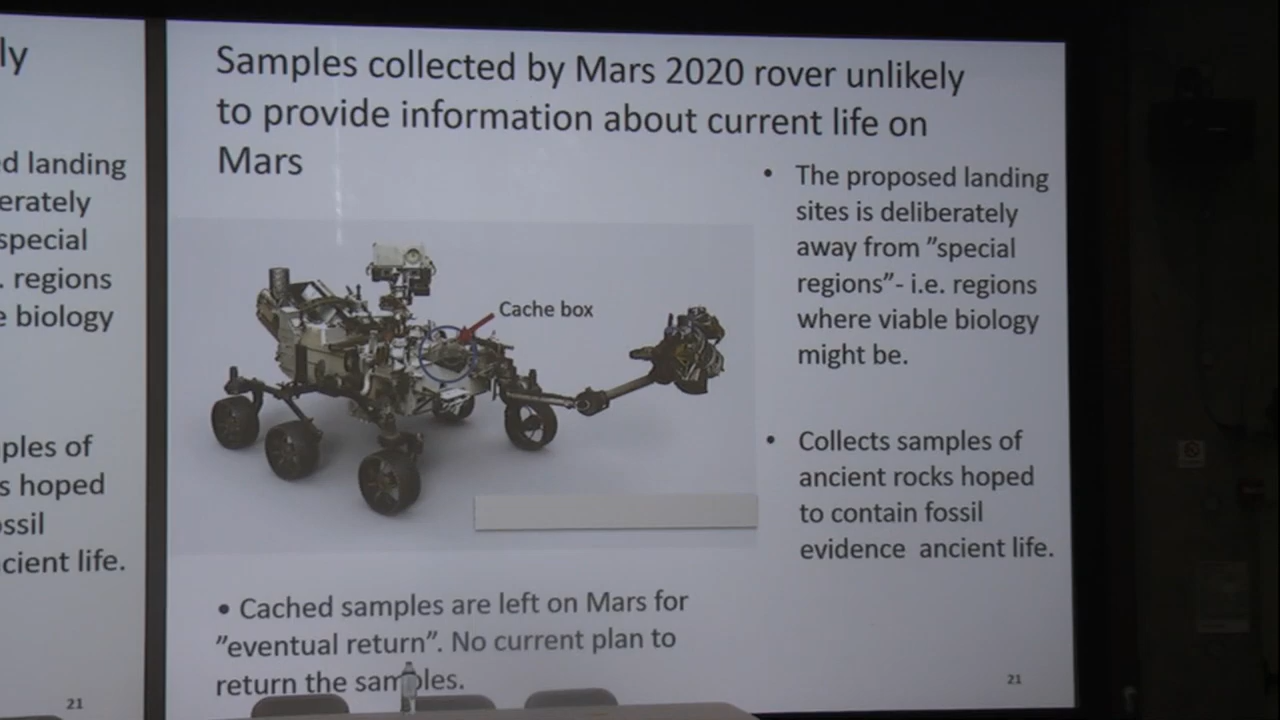 ly
ed landing
erately
special
. regions
e biology
ples of
s hoped
ossil
cient life.
21
Samples collected by Mars 2020 rover unlikely
to provide information about current life on
Mars
Cache box
• The proposed landing
sites is deliberately
away from ”special
regions”- i.e. regions
where viable biology
might be.
• Collects samples of
ancient rocks hoped
to contain fossil
evidence ancient life.
• Cached samples are left on Mars for
”eventual return”. No current plan to
return the samples.
21